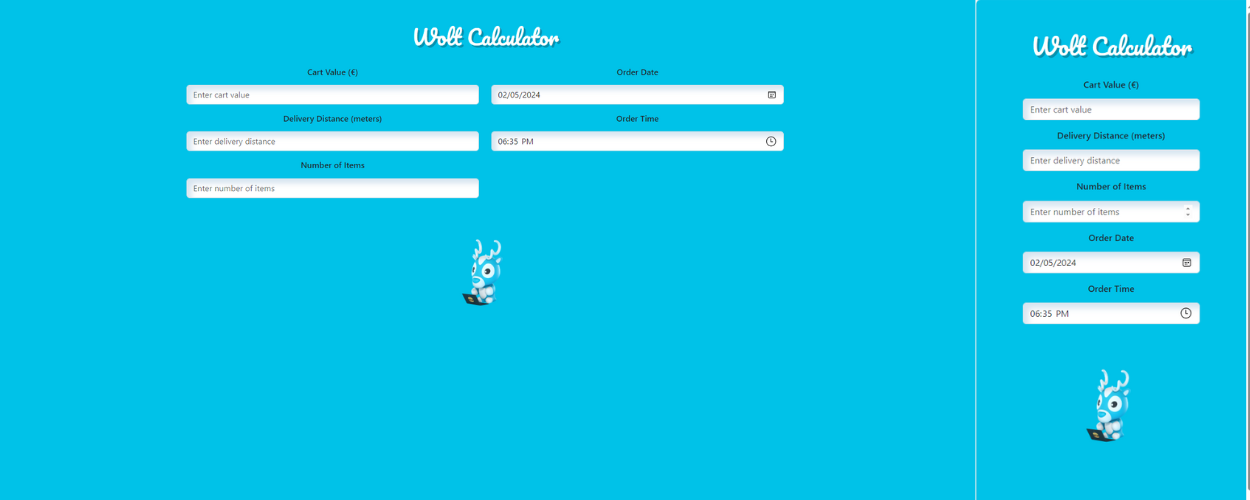 Wolt Calculator
Cart Value (€)
Enter cart value
Delivery Distance (meters)
Enter delivery distance
Number of Items
Enter number of items
Order Date
02/05/2024
Order Time
06:35 PM
Wolt Calculator
Cart Value (€)
Enter cart value
Delivery Distance (meters)
Enter delivery distance
Number of Items
Enter number of items
Order Date
02/05/2024
Order Time
06:35 PM